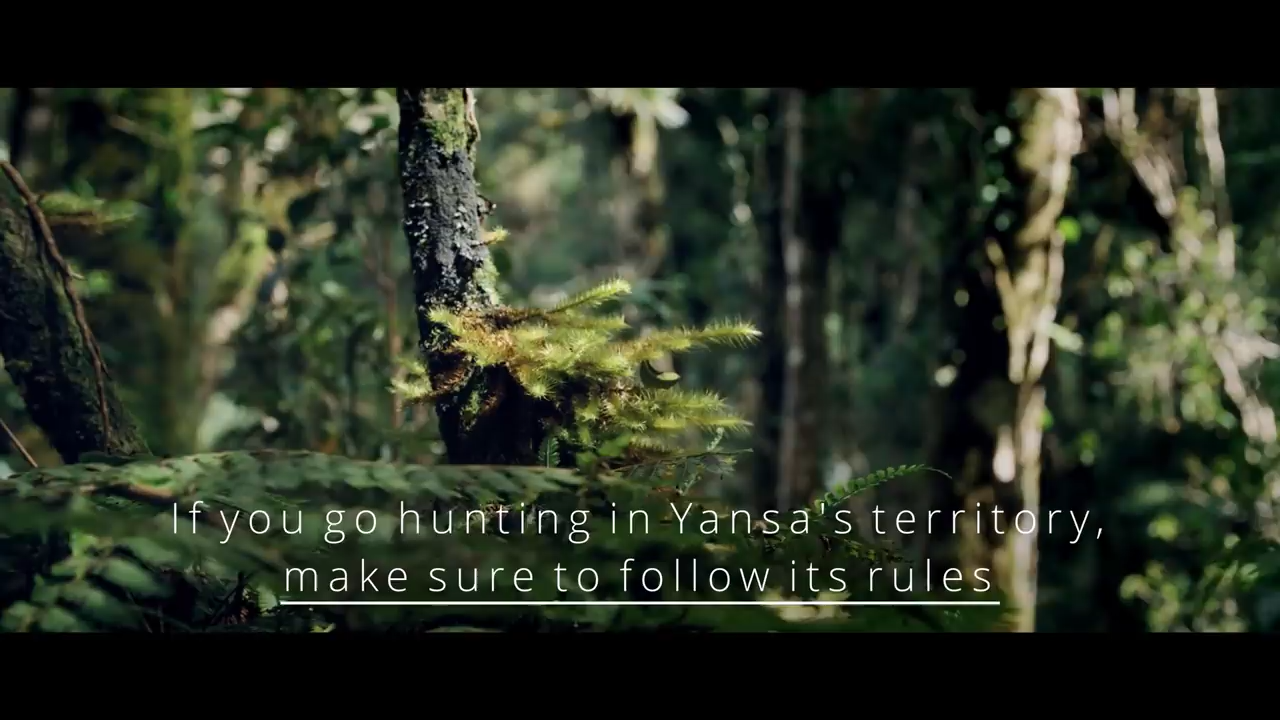 If you go hunting in Yansa's territory,
make sure to follow its rules